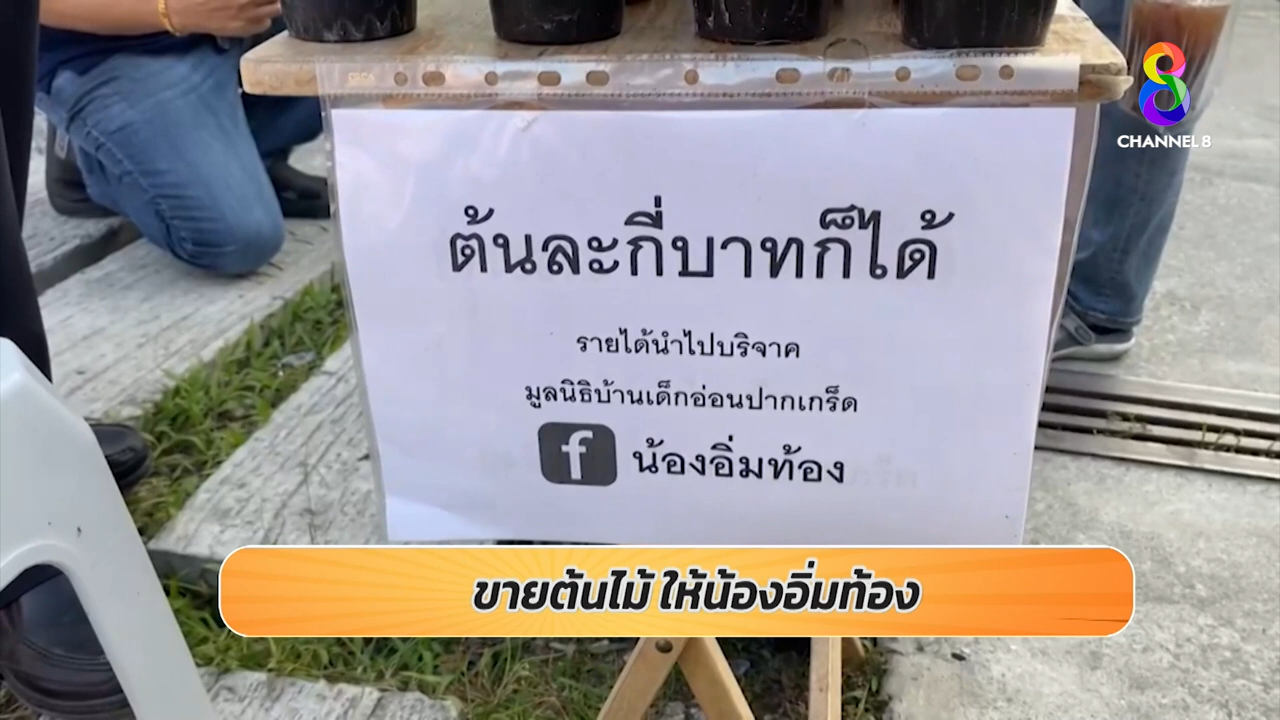 CHANNEL 8
ต้นละกี่บาทก็ได้
รายได้นำไปบริจาค
มูลนิธิบ้านเด็กอ่อนปากเกร็ด
น้องอิ่มท้อง
ขายต้นไม้ ให้น้องอิ่มท้อง